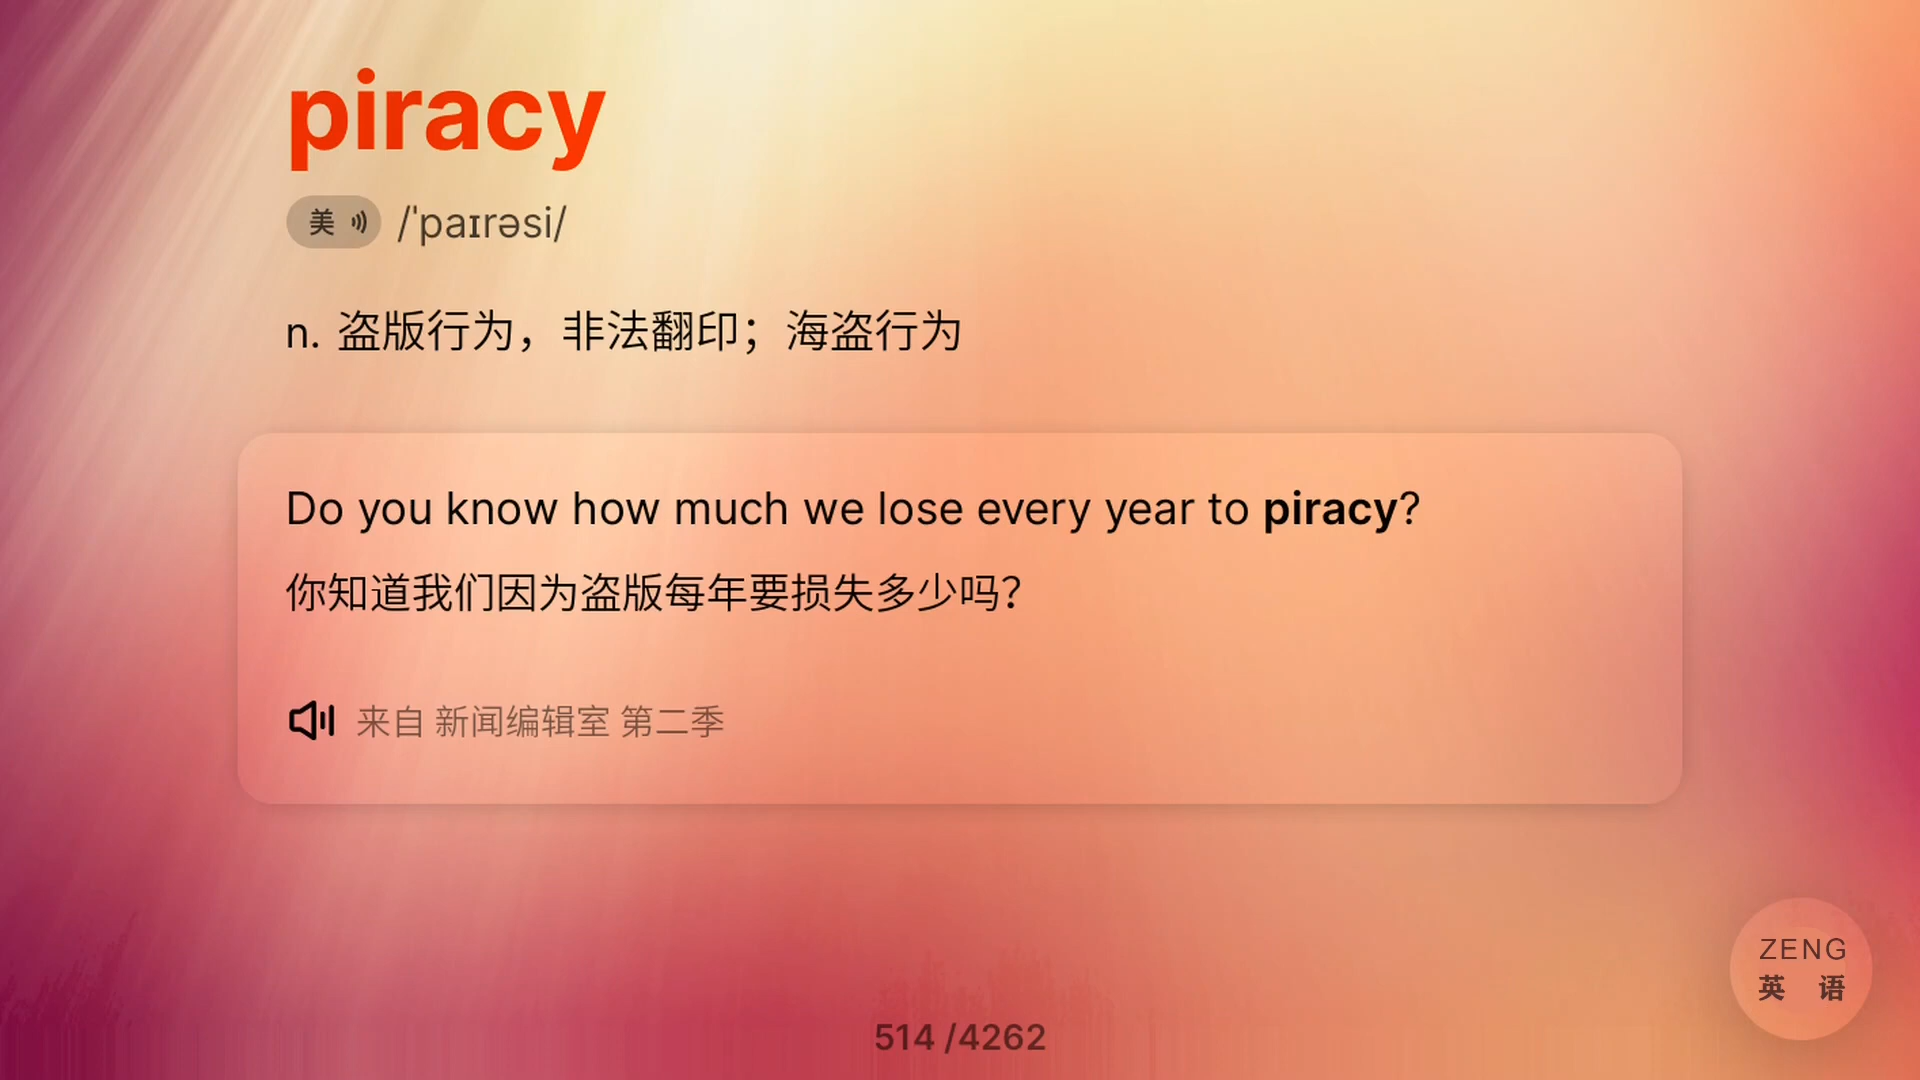 piracy
美 /ˈpaɪrəsi/
n. 盗版行为，非法翻印；海盗行为
Do you know how much we lose every year to piracy?
你知道我们因为盗版每年要损失多少吗？
来自 新闻编辑室 第二季
ZENG
英 语
514 /4262